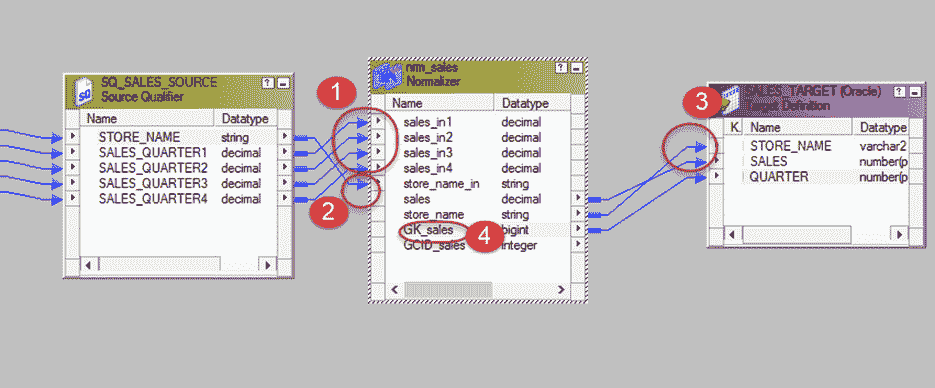 SQ_SALES_SOURCE
Source Qualifier
Name Datatype
STORE_NAME string
SALES_QUARTER1 decimal
SALES_QUARTER2 decimal
SALES_QUARTER3 decimal
SALES_QUARTER4 decimal
1
2
nrm_sales
Normalizer
Name Datatype
sales_in1 decimal
sales_in2 decimal
sales_in3 decimal
sales_in4 decimal
store_name_in string
sales decimal
store_name string
GK_sales 4 bigint
GCID_sales integer
3
SALES_TARGET (Oracle)
Target Definition
K Name Datatype
STORE_NAME varchar2
SALES number(p
QUARTER number(p